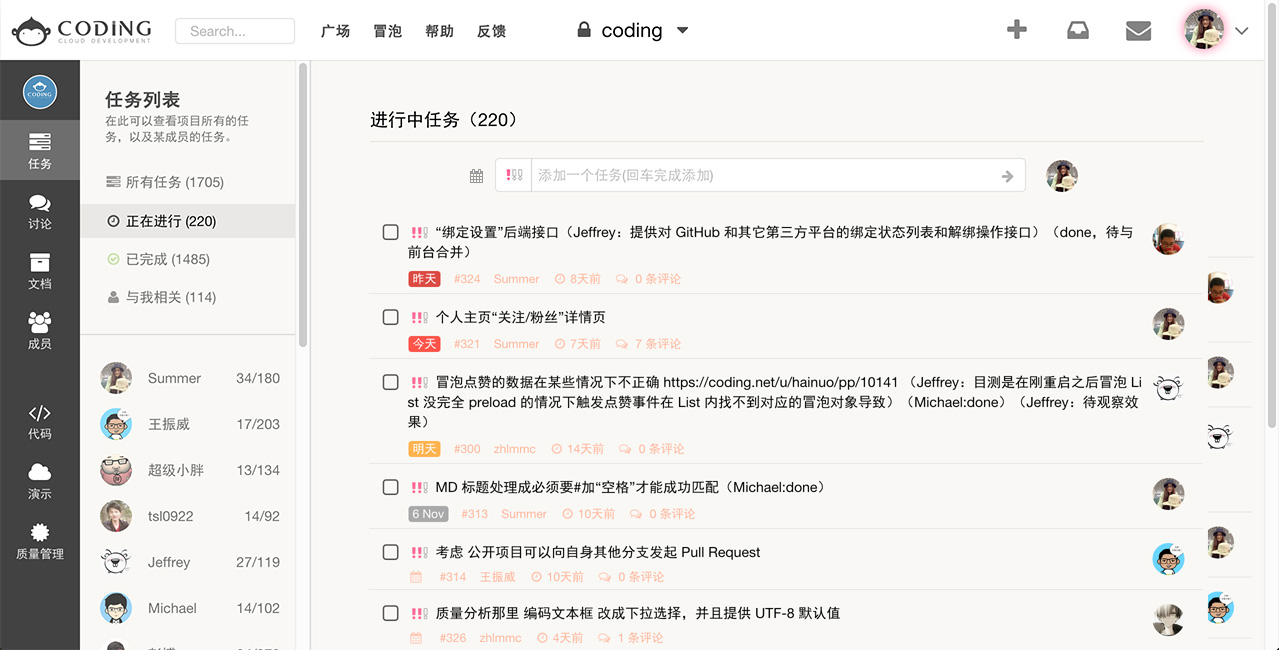 CODING
CLOUD DEVELOPMENT
Search...
广场 冒泡 帮助 反馈
coding
CODING
任务
讨论
文档
成员
代码
演示
质量管理
任务列表
在此可以查看项目所有的任
务，以及某成员的任务。
所有任务 (1705)
正在进行 (220)
已完成 (1485)
与我相关 (114)
Summer 34/180
王振威 17/203
超级小胖 13/134
tsl0922 14/92
Jeffrey 27/119
Michael 14/102
进行中任务（220）
添加一个任务(回车完成添加)
“绑定设置”后端接口（Jeffrey：提供对 GitHub 和其它第三方平台的绑定状态列表和解绑操作接口）（done，待与
前台合并）
昨天 #324 Summer 8天前 0 条评论
个人主页“关注/粉丝”详情页
今天 #321 Summer 7天前 7 条评论
冒泡点赞的数据在某些情况下不正确 https://coding.net/u/hainuo/pp/10141 （Jeffrey：目测是在刚重启之后冒泡 Li
st 没完全 preload 的情况下触发点赞事件在 List 内找不到对应的冒泡对象导致）（Michael:done）（Jeffrey：待观察效
果）
明天 #300 zhlmmc 14天前 0 条评论
MD 标题处理成必须要#加“空格”才能成功匹配（Michael:done）
6 Nov #313 Summer 10天前 0 条评论
考虑 公开项目可以向自身其他分支发起 Pull Request
#314 王振威 10天前 0 条评论
质量分析那里 编码文本框 改成下拉选择，并且提供 UTF-8 默认值
#326 zhlmmc 4天前 1 条评论